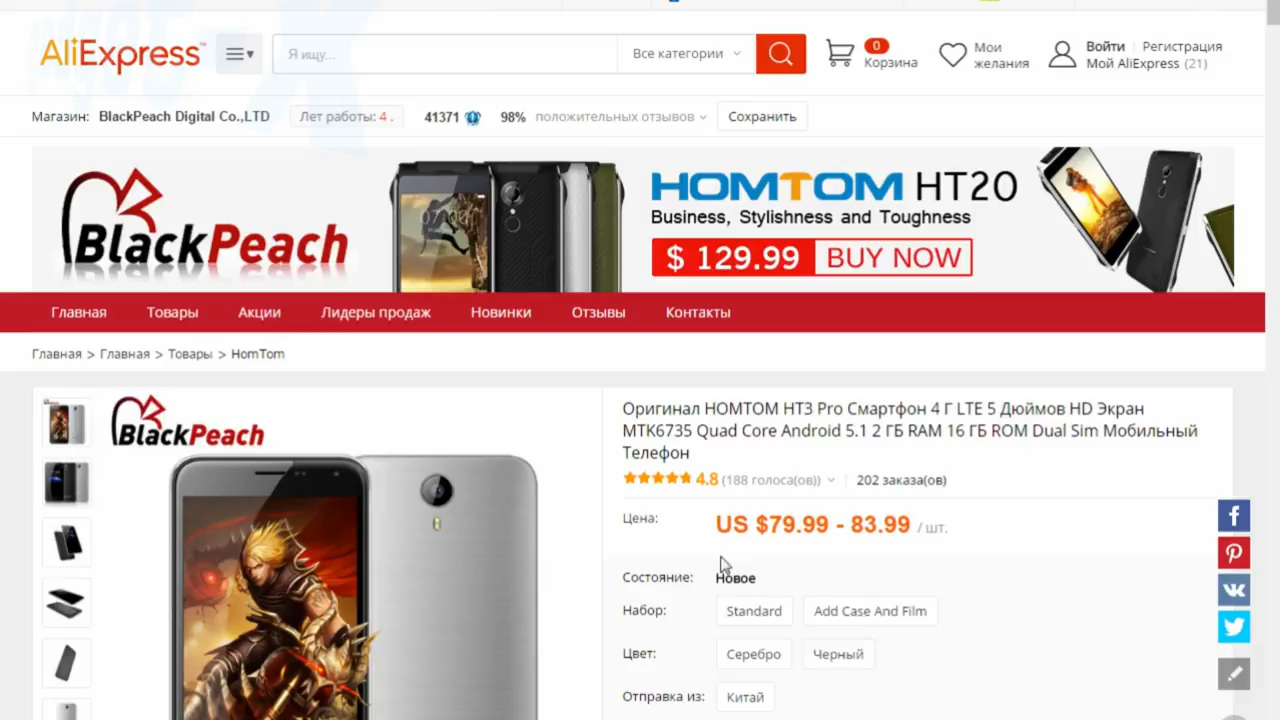 AliExpress™
Я ищу...
Все категории
0
Корзина
Мои желания
Войти
Регистрация
Мой AliExpress (21)
Магазин: BlackPeach Digital Co.,LTD
Лет работы: 4 .
41371
98% положительных отзывов
Сохранить
BlackPeach
HOMTOM HT20
Business, Stylishness and Toughness
$ 129.99 BUY NOW
Главная Товары Акции Лидеры продаж Новинки Отзывы Контакты
Главная > Главная > Товары > HomTom
BlackPeach
Оригинал HOMTOM HT3 Pro Смартфон 4 Г LTE 5 Дюймов HD Экран
MTK6735 Quad Core Android 5.1 2 ГБ RAM 16 ГБ ROM Dual Sim Мобильный
Телефон
4.8 (188 голоса(ов)) 202 заказа(ов)
Цена: US $79.99 - 83.99 / шт.
Состояние: Новое
Набор: Standard Add Case And Film
Цвет: Серебро Черный
Отправка из: Китай